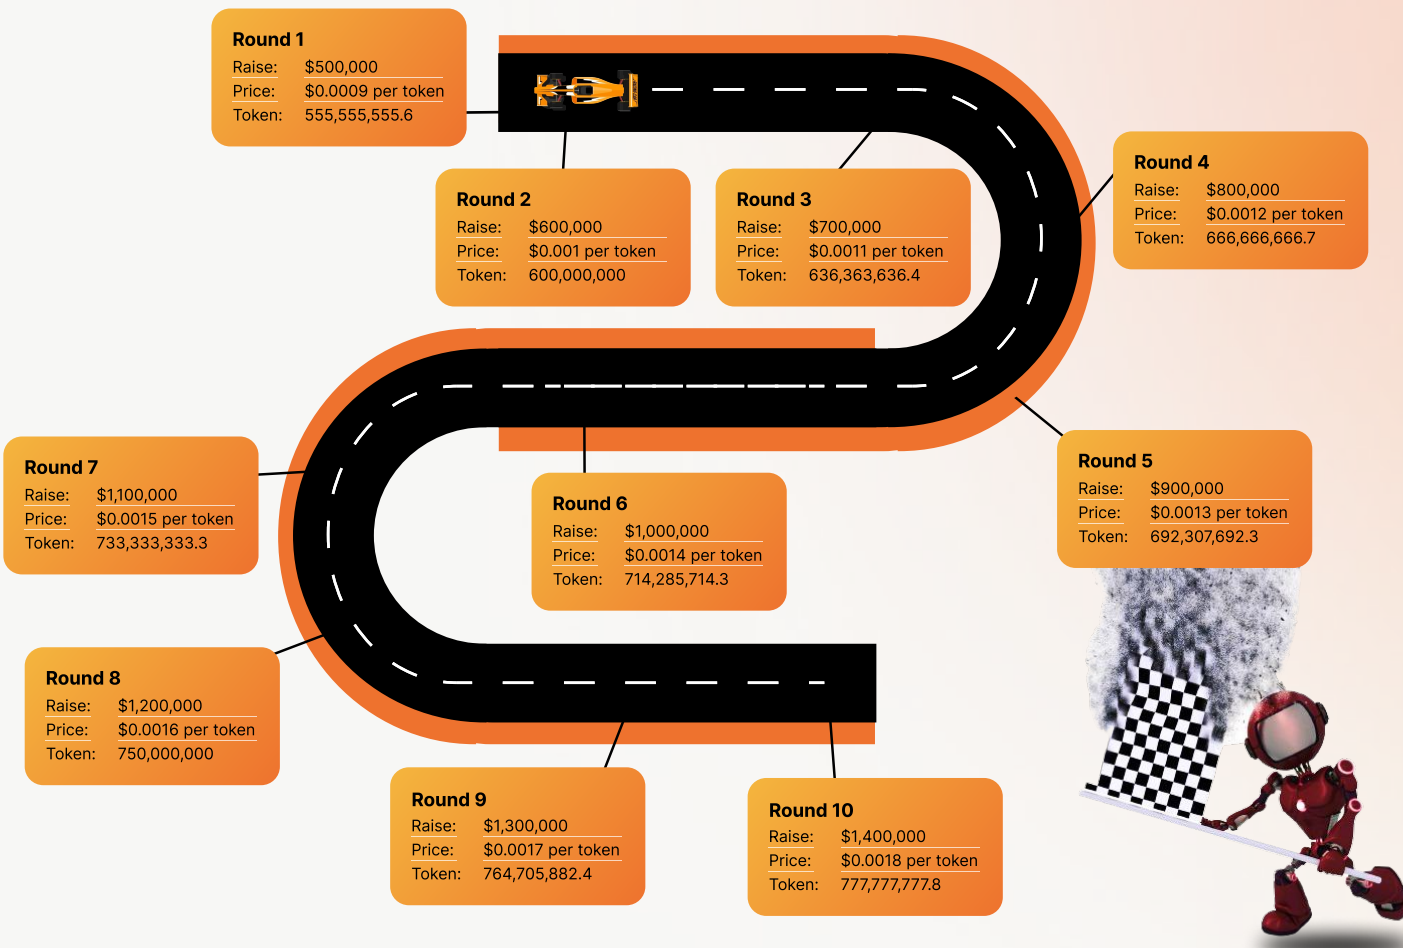 Round 1
Raise: $500,000
Price: $0.0009 per token
Token: 555,555,555.6
Round 2
Raise: $600,000
Price: $0.001 per token
Token: 600,000,000
Round 3
Raise: $700,000
Price: $0.0011 per token
Token: 636,363,636.4
Round 4
Raise: $800,000
Price: $0.0012 per token
Token: 666,666,666.7
Round 5
Raise: $900,000
Price: $0.0013 per token
Token: 692,307,692.3
Round 6
Raise: $1,000,000
Price: $0.0014 per token
Token: 714,285,714.3
Round 7
Raise: $1,100,000
Price: $0.0015 per token
Token: 733,333,333.3
Round 8
Raise: $1,200,000
Price: $0.0016 per token
Token: 750,000,000
Round 9
Raise: $1,300,000
Price: $0.0017 per token
Token: 764,705,882.4
Round 10
Raise: $1,400,000
Price: $0.0018 per token
Token: 777,777,777.8